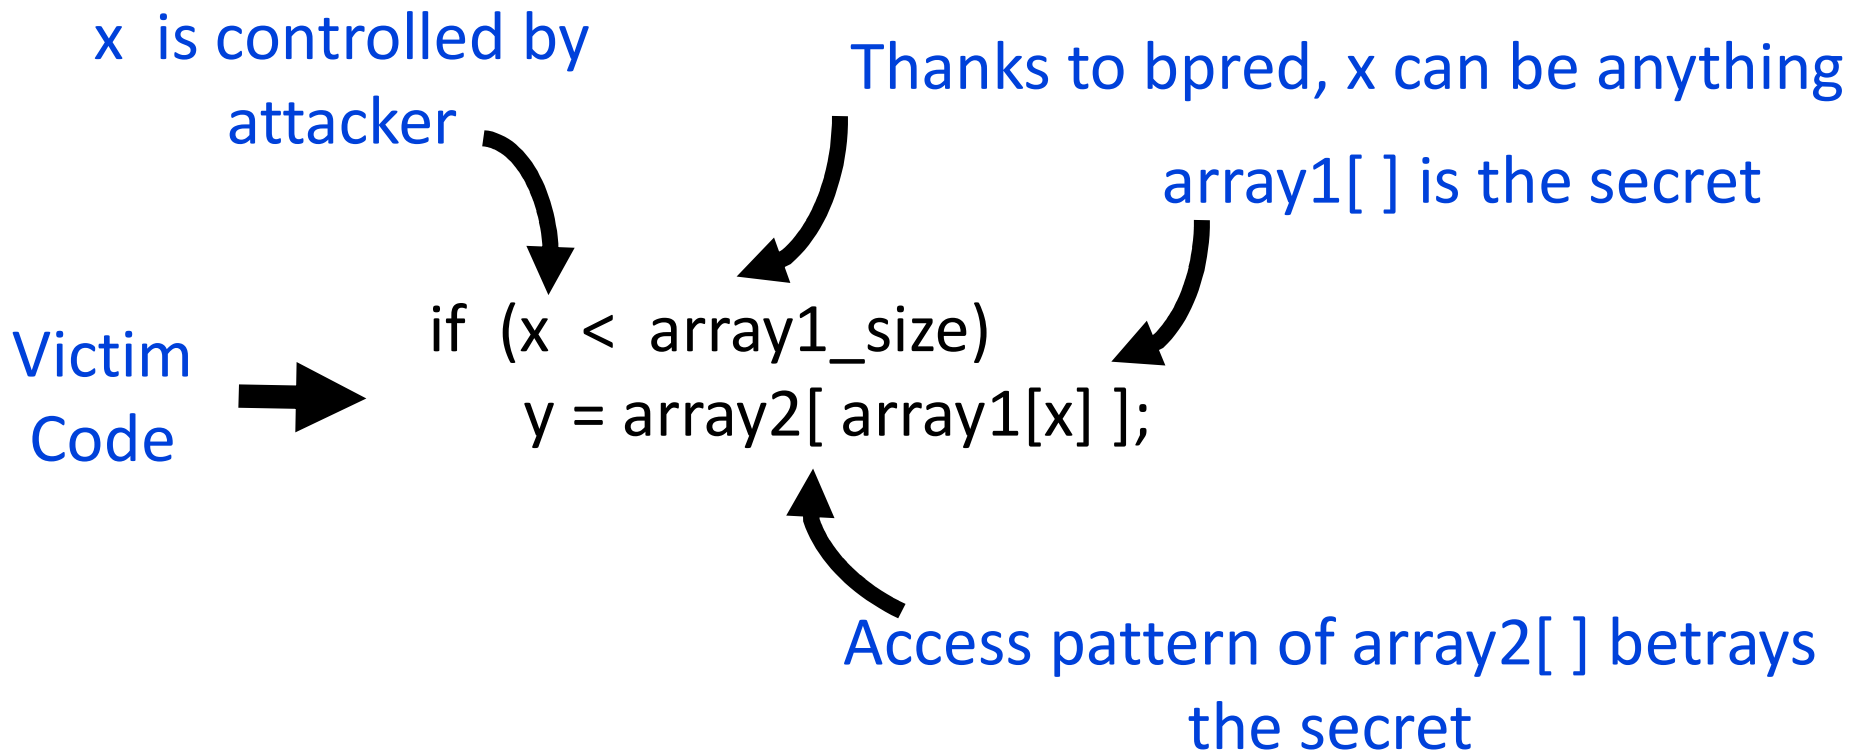 x is controlled by
attacker
Thanks to bpred, x can be anything
array1[ ] is the secret
Victim
Code
if (x < array1_size)
y = array2[ array1[x] ];
Access pattern of array2[ ] betrays
the secret